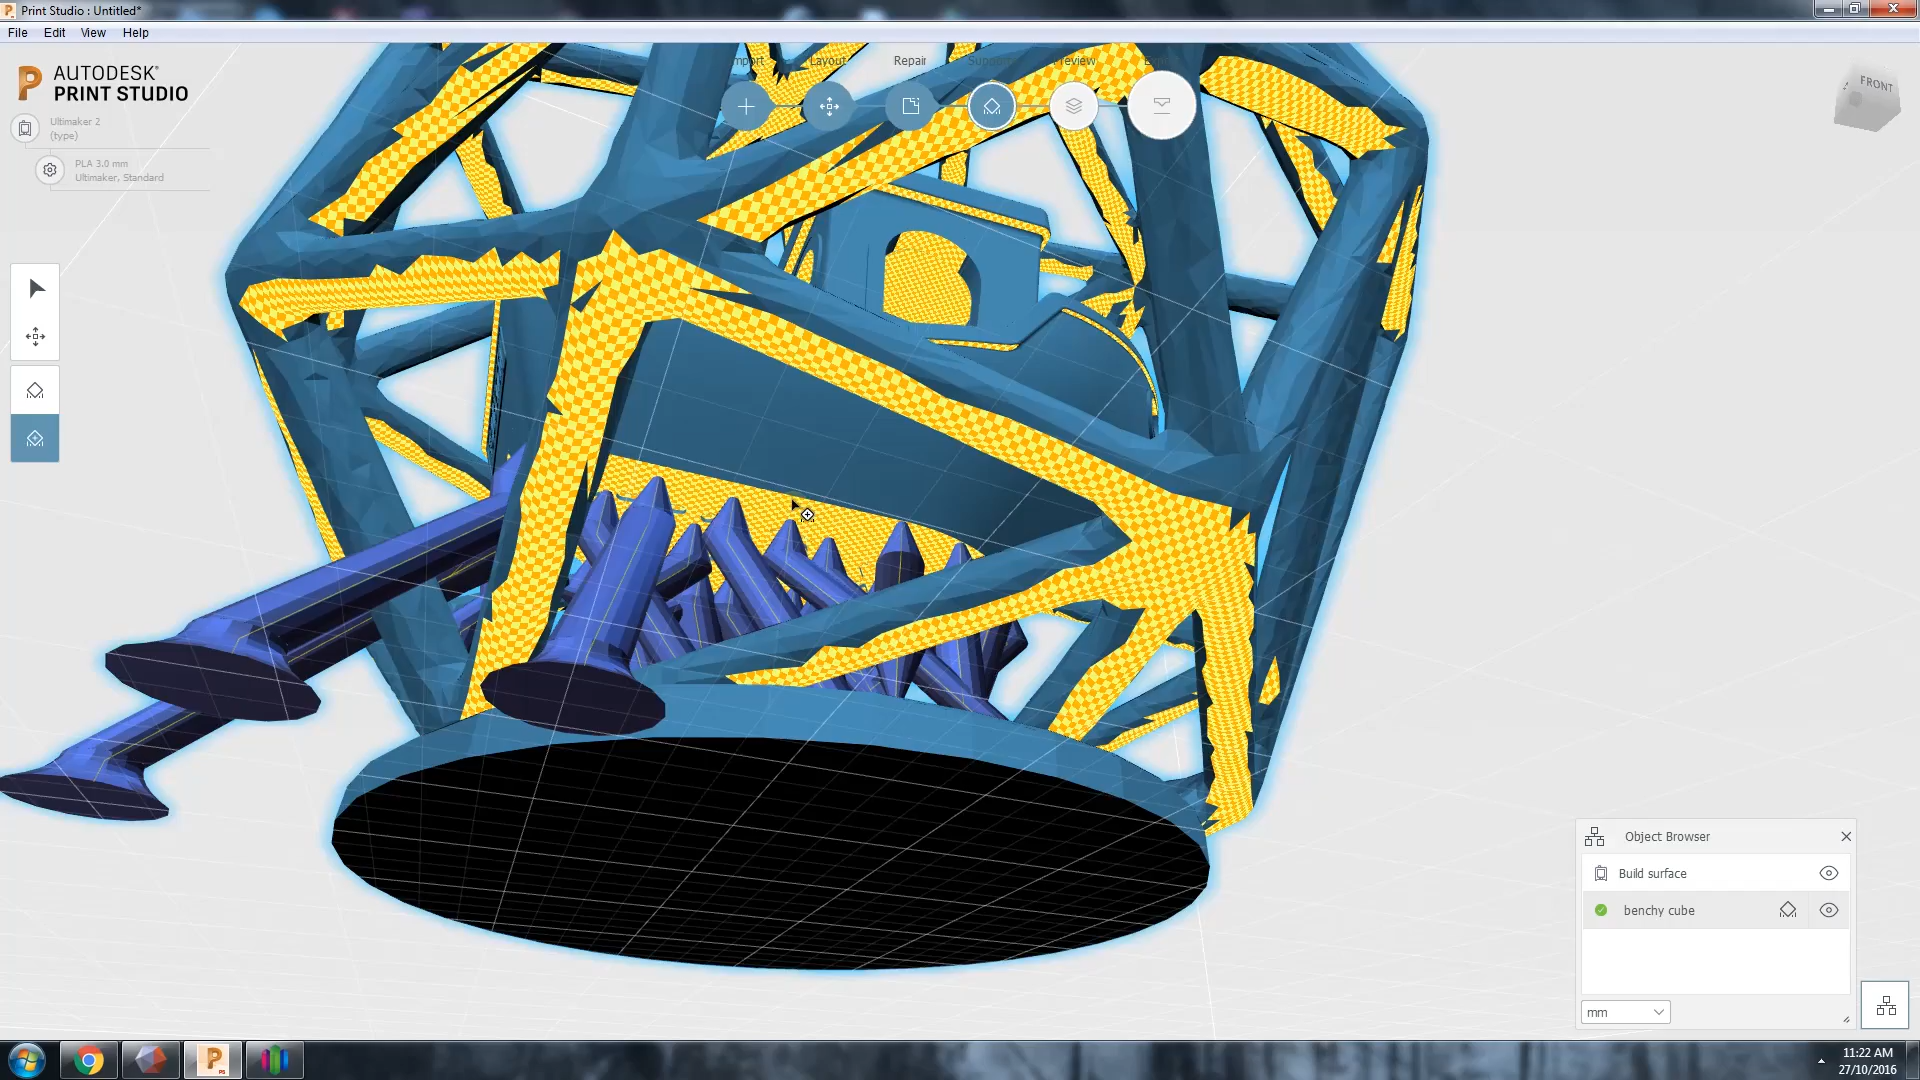 Print Studio : Untitled*
File Edit View Help
AUTODESK®
PRINT STUDIO
Ultimaker 2
(type)
PLA 3.0 mm
Ultimaker, Standard
Layout
Repair
FRONT
Object Browser
Build surface
benchy cube
mm
11:22 AM
27/10/2016